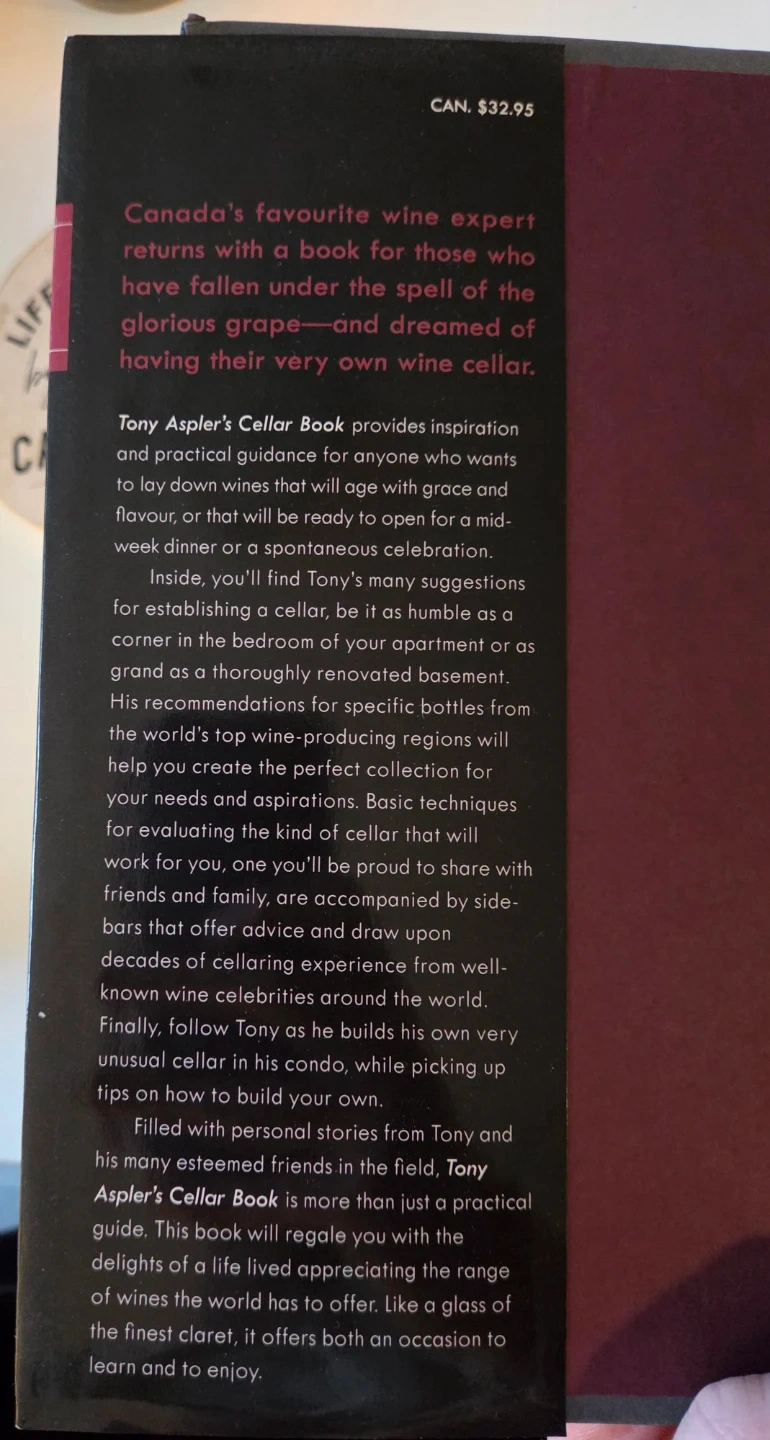 CAN. $32.95
Canada's favourite wine expert
returns with a book for those who
have fallen under the spell of the
glorious grape—and dreamed of
having their very own wine cellar.
Tony Aspler's Cellar Book provides inspiration
and practical guidance for anyone who wants
to lay down wines that will age with grace and
flavour, or that will be ready to open for a mid-
week dinner or a spontaneous celebration.
Inside, you'll find Tony's many suggestions
for establishing a cellar, be it as humble as a
corner in the bedroom of your apartment or as
grand as a thoroughly renovated basement.
His recommendations for specific bottles from
the world's top wine-producing regions will
help you create the perfect collection for
your needs and aspirations. Basic techniques
for evaluating the kind of cellar that will
work for you, one you'll be proud to share with
friends and family, are accompanied by side-
bars that offer advice and draw upon
decades of cellaring experience from well-
known wine celebrities around the world.
Finally, follow Tony as he builds his own very
unusual cellar in his condo, while picking up
tips on how to build your own.
Filled with personal stories from Tony and
his many esteemed friends in the field, Tony
Aspler's Cellar Book is more than just a practical
guide. This book will regale you with the
delights of a life lived appreciating the range
of wines the world has to offer. Like a glass of
the finest claret, it offers both an occasion to
learn and to enjoy.